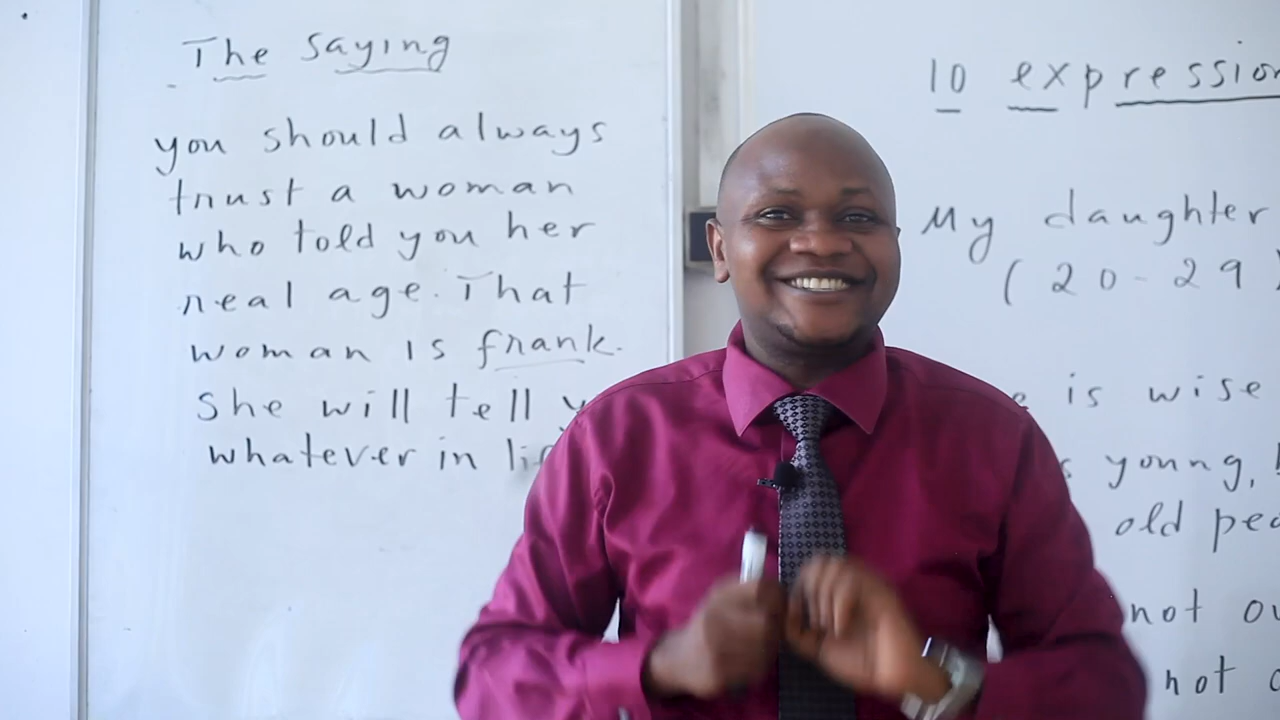 The saying
you should always
trust a woman
who told you her
real age. That
woman is frank.
She will tell
whatever in
10 expression
My daughter
(20-29)
is wise
young,
old
not
not